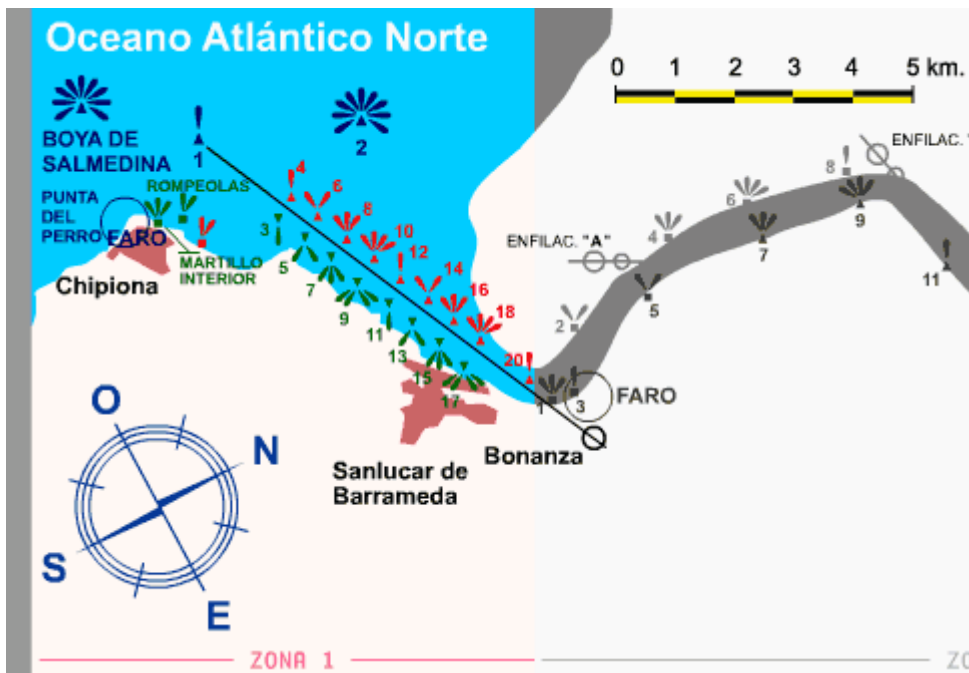 Oceano Atlántico Norte
0 1 2 3 4 5 km.
BOYA DE
SALMEDINA
1
2
ENFILAC. "
8
ROMPEOLAS
4
6
8
10
12
14
16
18
20
PUNTA
DEL
PERRO
FARO
MARTILLO
INTERIOR
Chipiona
3
5
7
9
11
13
15
17
ENFILAC. "A"
6
4
2
9
7
5
11
1
3
FARO
Bonanza
Sanlucar de
Barrameda
O
N
S
E
ZONA 1
ZO